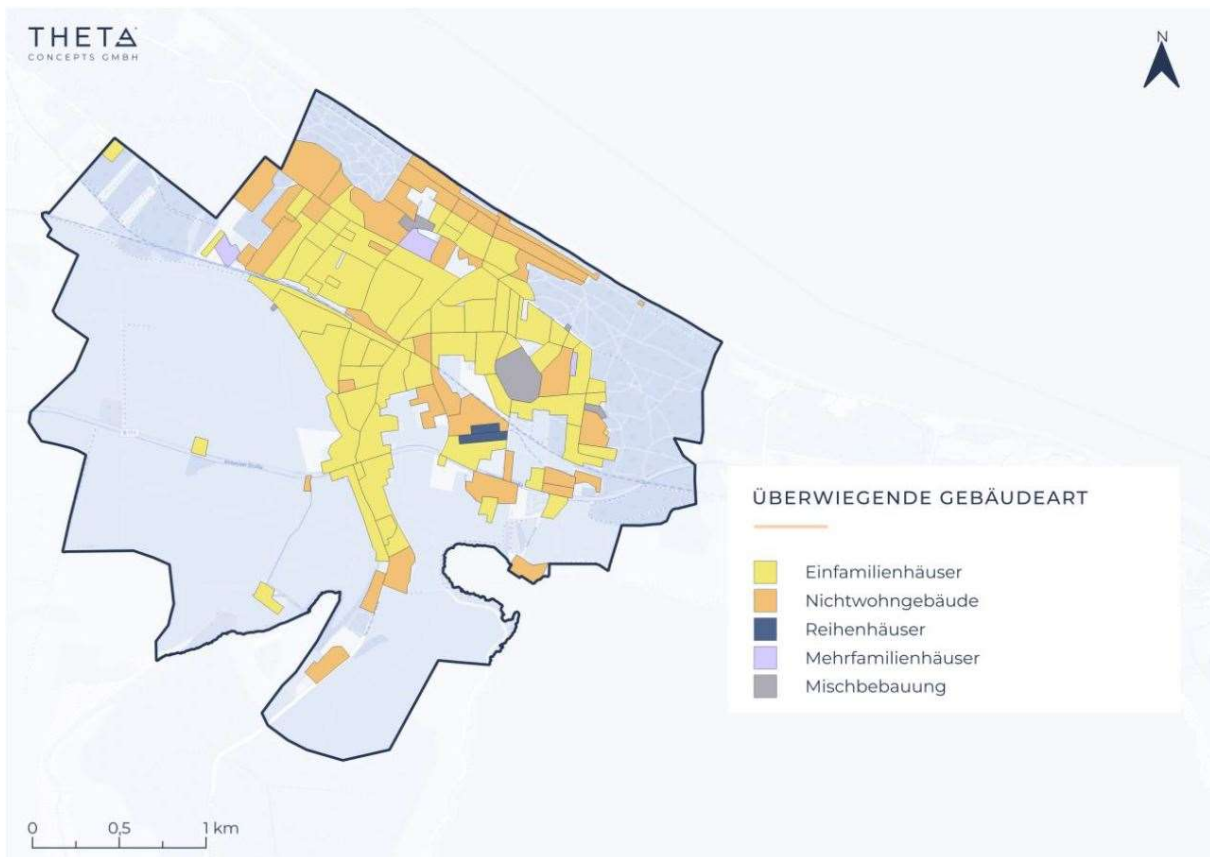 THETA
CONCEPTS GMBH
N
ÜBERWIEGENDE GEBÄUDEART
Einfamilienhäuser
Nichtwohngebäude
Reihenhäuser
Mehrfamilienhäuser
Mischbebauung
0 0,5 1 km